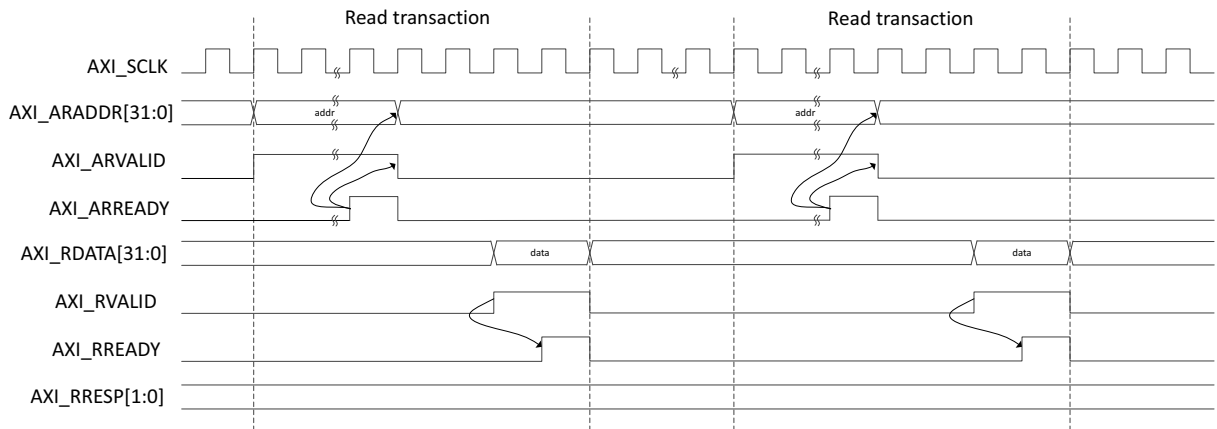 Read transaction Read transaction
AXI_SCLK
AXI_ARADDR[31:0] addr addr
AXI_ARVALID
AXI_ARREADY
AXI_RDATA[31:0] data data
AXI_RVALID
AXI_RREADY
AXI_RRESP[1:0]